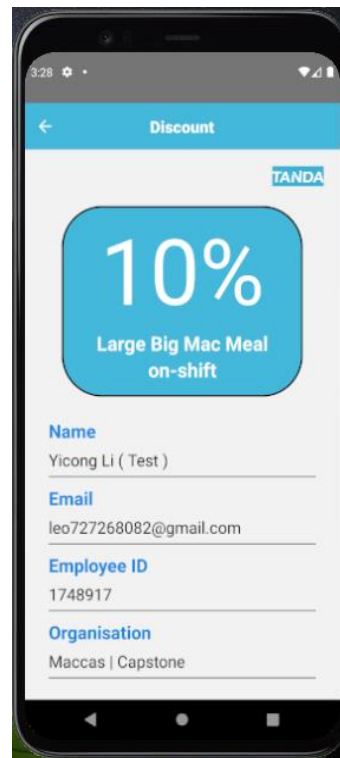 3:28
Discount
TANDA
10%
Large Big Mac Meal
on-shift
Name
Yicong Li ( Test )
Email
leo727268082@gmail.com
Employee ID
1748917
Organisation
Maccas | Capstone